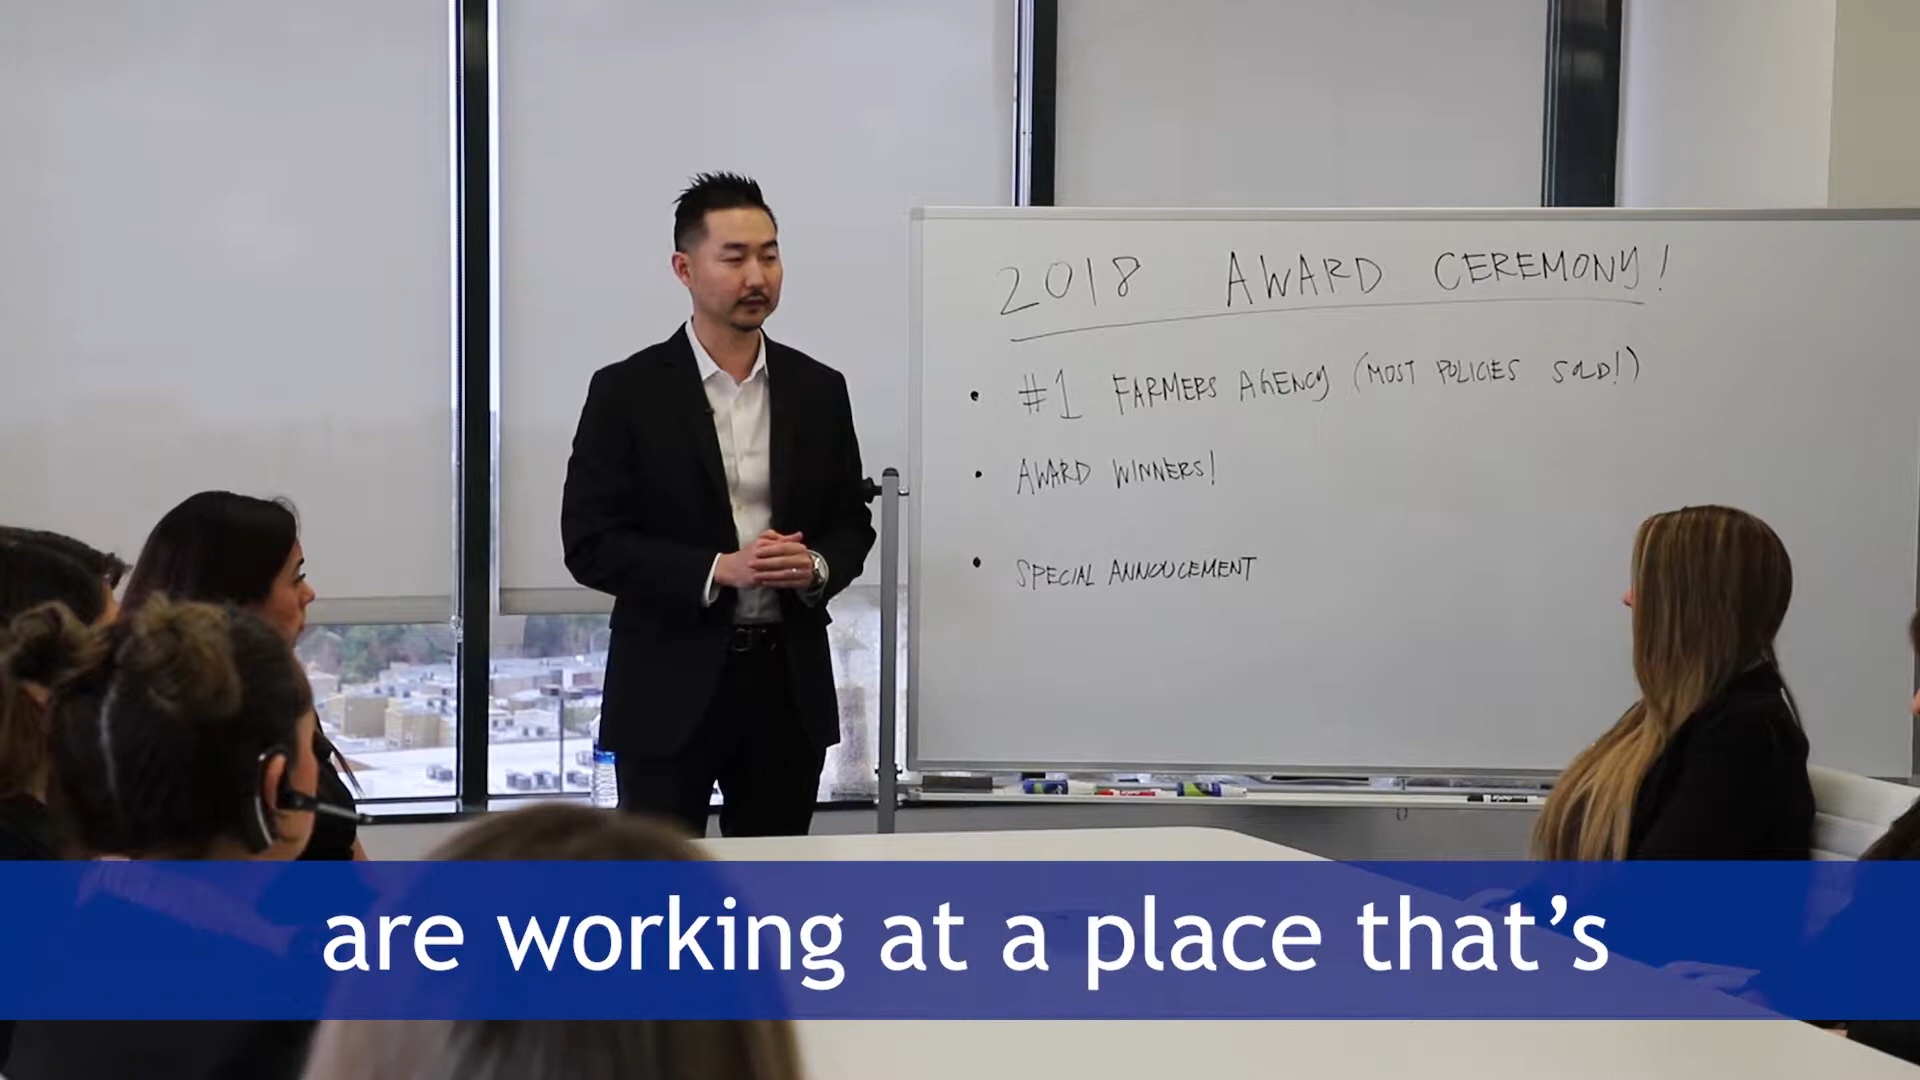 2018 AWARD CEREMONY!
• #1 FARMERS AGENCY (MOST POLICIES SOLD!)
• AWARD WINNERS!
• SPECIAL ANNOUCEMENT
are working at a place that’s